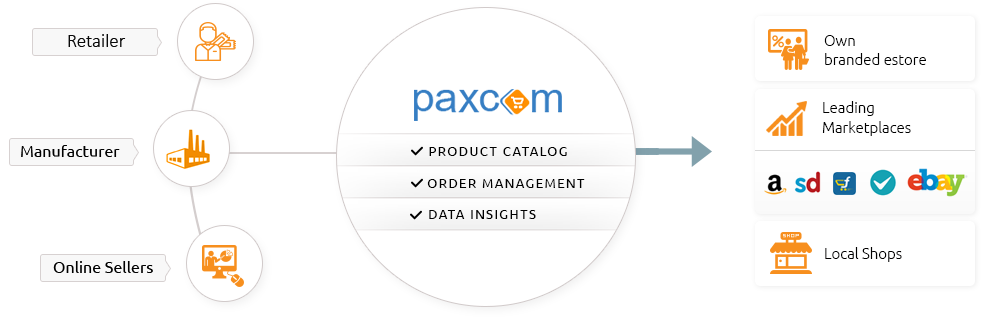 Retailer
Manufacturer
Online Sellers
paxcom
PRODUCT CATALOG
ORDER MANAGEMENT
DATA INSIGHTS
Own
branded estore
Leading
Marketplaces
a sd f ebay
SHOP
Local Shops